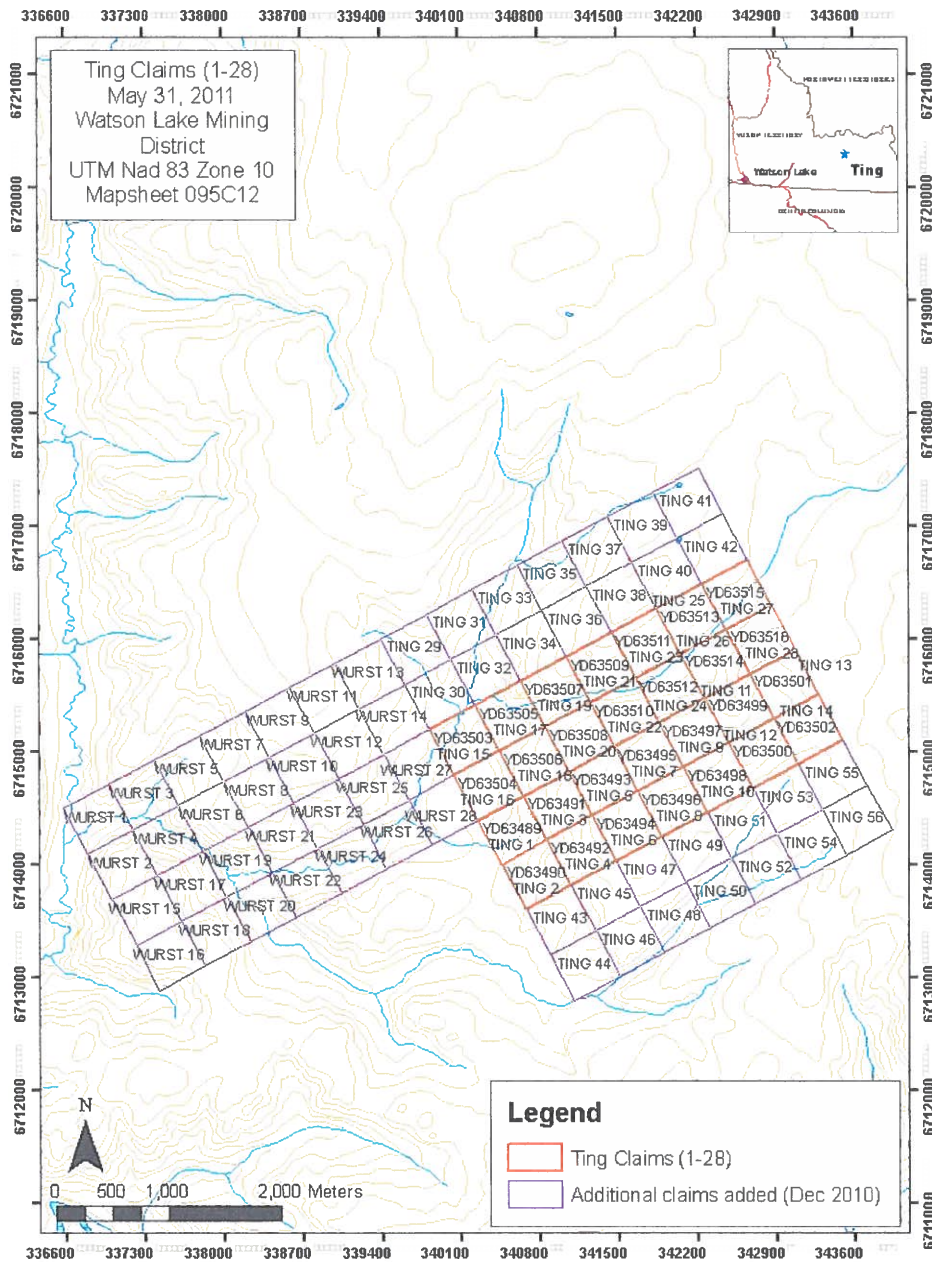 336600 337300 338000 338700 339400 340100 340800 341500 342200 342900 343600
Ting Claims (1-28)
May 31, 2011
Watson Lake Mining
District
UTM Nad 83 Zone 10
Mapsheet 095C12
Watson Lake
Ting
6721000 6721000
6720000 6720000
6719000 6719000
6718000 6718000
6717000 6717000
6716000 6716000
6715000 6715000
6714000 6714000
6713000 6713000
6712000 6712000
6711000 6711000
TING 41
TING 39
TING 37
TING 42
TING 35
TING 40
TING 33
TING 38
YD63515
TING 27
TING 25
YD63513
TING 31
TING 36
TING 29
TING 34
YD63511
TING 23
TING 26
YD63514
TING 28
TING 13
WURST 13
TING 32
YD63509
TING 21
YD63501
WURST 11
TING 30
YD63507
TING 19
YD63512
TING 24
TING 11
YD63499
TING 14
YD63502
WURST 9
WURST 14
YD63505
TING 17
YD63510
TING 22
YD63497
TING 9
TING 12
YD63500
WURST 7
WURST 12
YD63503
TING 15
YD63508
TING 20
YD63495
TING 7
YD63498
TING 10
TING 55
WURST 5
WURST 10
WURST 27
WURST 25
YD63506
YD63504
TING 16
YD63493
TING 53
TING 56
WURST 3
WURST 8
WURST 23
WURST 28
YD63491
TING 3
TING 51
TING 54
WURST 1
WURST 6
WURST 21
WURST 26
YD63489
TING 1
YD63494
TING 49
TING 52
WURST 4
WURST 19
WURST 24
YD63492
TING 4
TING 47
TING 50
WURST 2
WURST 17
WURST 22
YD63490
TING 2
TING 45
TING 48
WURST 15
WURST 20
TING 43
TING 46
WURST 18
TING 44
WURST 16
N
0 500 1,000 2,000 Meters
Legend
Ting Claims (1-28)
Additional claims added (Dec 2010)
336600 337300 338000 338700 339400 340100 340800 341500 342200 342900 343600